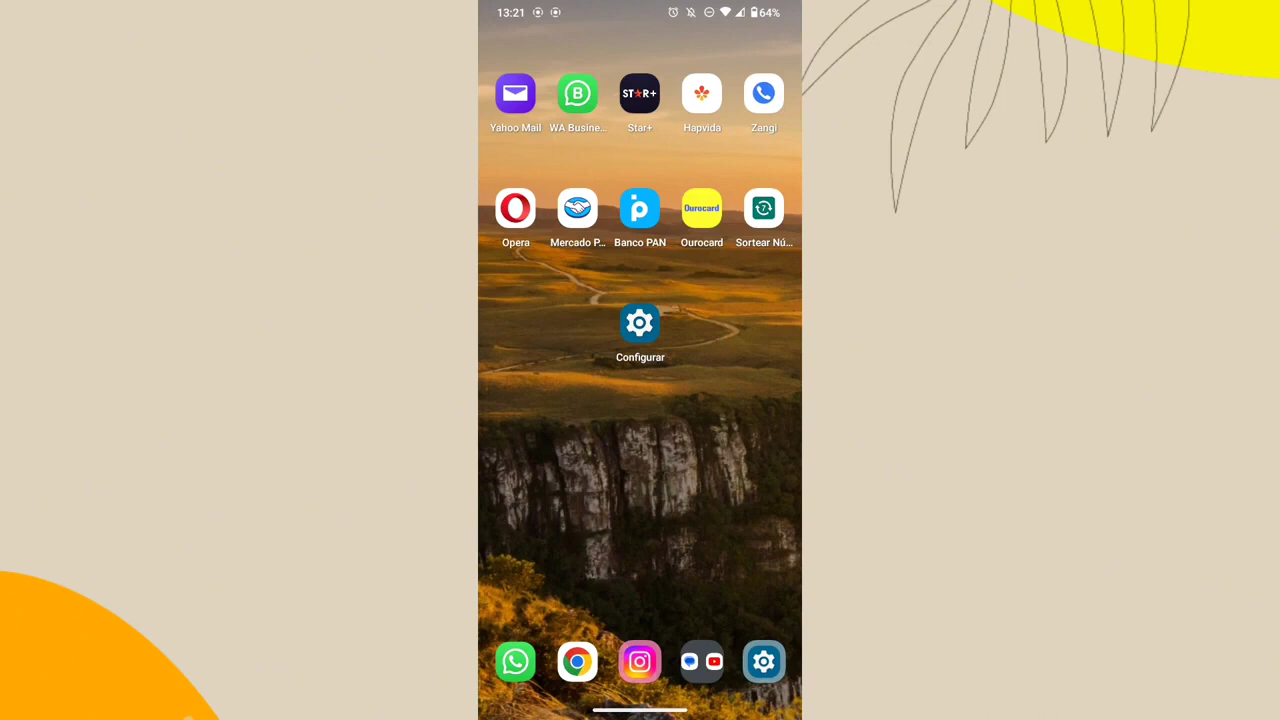 13:21
64%
ST★R+
Yahoo Mail
WA Busine...
Star+
Hapvida
Zangi
Ourocard
7
Opera
Mercado P...
Banco PAN
Ourocard
Sortear Nú...
Configurar